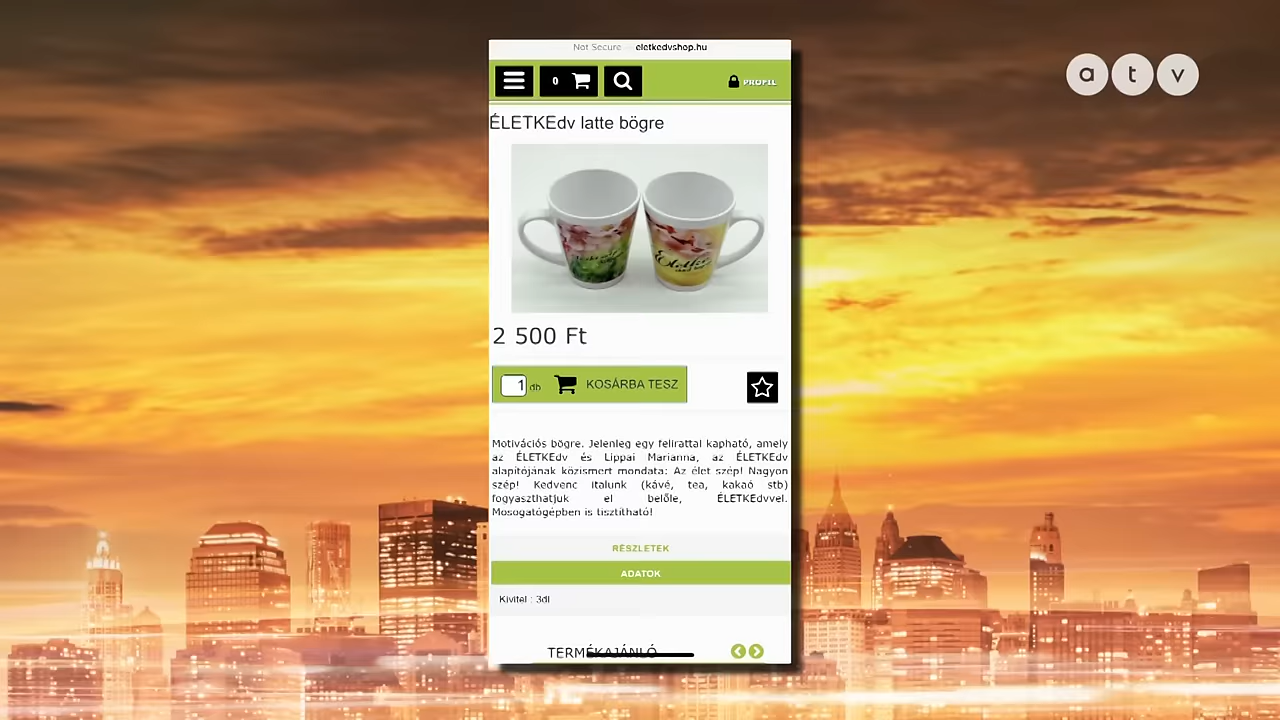 Not Secure — eletkedvshop.hu
a t v
0
PROFIL
ÉLETKEdv latte bögre
2 500 Ft
1 db KOSÁRBA TESZ
Motivációs bögre. Jelenleg egy felirattal kapható, amely
az ÉLETKEdv és Lippai Marianna, az ÉLETKEdv
alapítójának közismert mondata: Az élet szép! Nagyon
szép! Kedvenc italunk (kávé, tea, kakaó stb)
fogyaszthatjuk el belőle, ÉLETKEdvvel.
Mosogatógépben is tisztítható!
RÉSZLETEK
ADATOK
Kivitel : 3dl
TERMÉKAJÁNLÓ